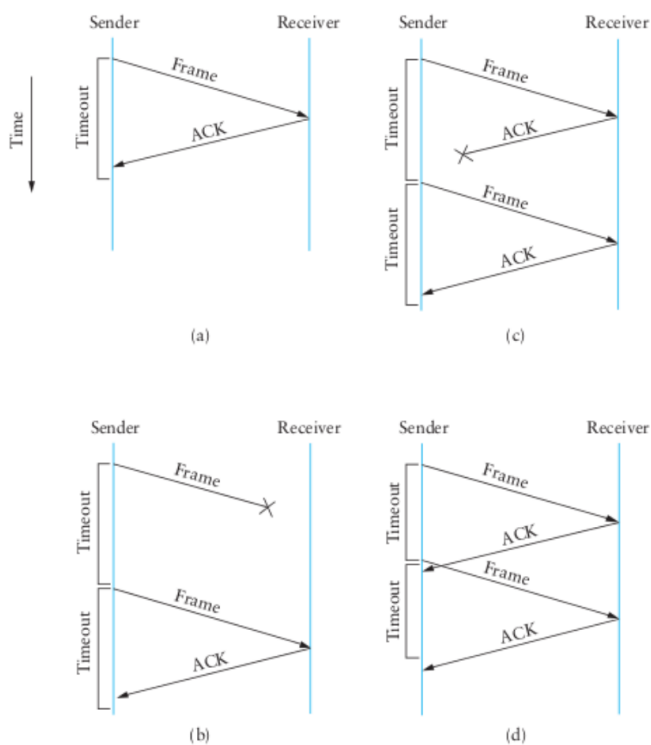 Sender
Receiver
Time
Timeout
Frame
ACK
(a)
Sender
Receiver
Timeout
Frame
ACK
Timeout
Frame
ACK
(c)
Sender
Receiver
Timeout
Frame
Timeout
Frame
ACK
(b)
Sender
Receiver
Timeout
Frame
ACK
Timeout
Frame
ACK
(d)